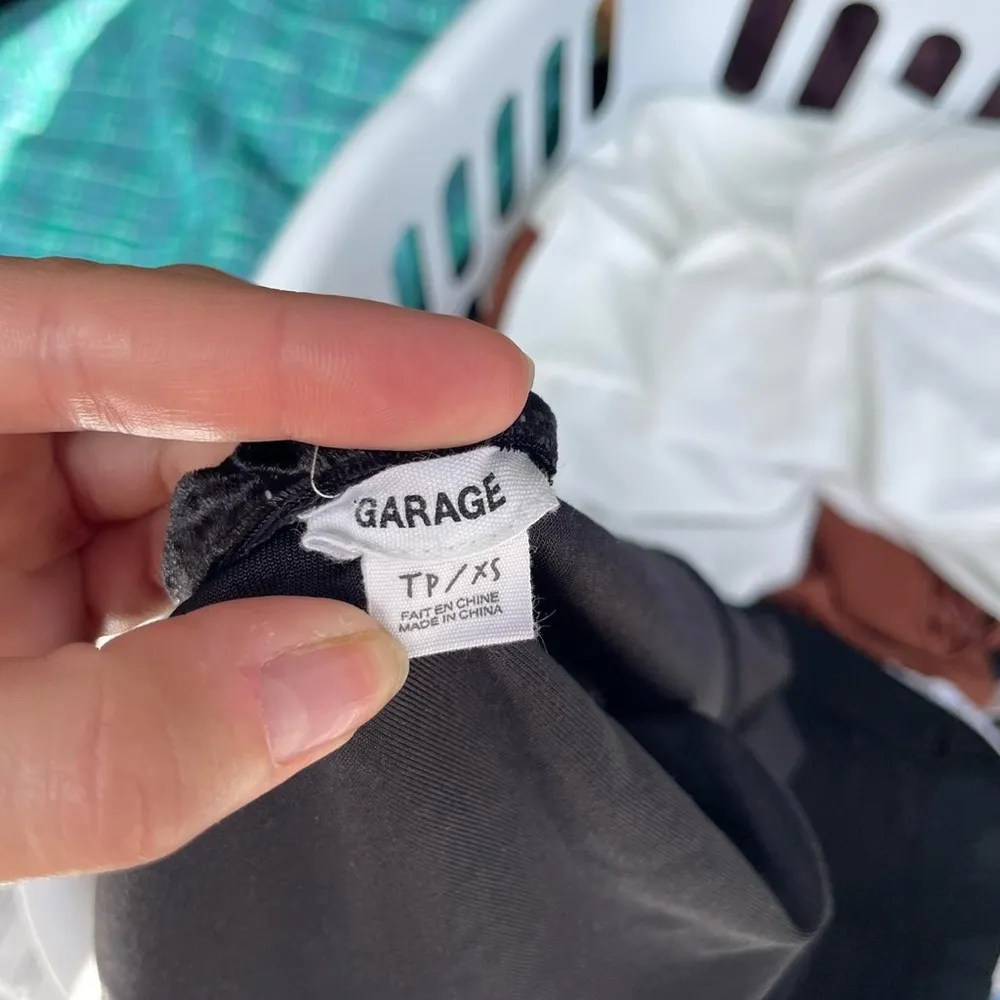 GARAGE
TP/XS
FAIT EN CHINE
MADE IN CHINA